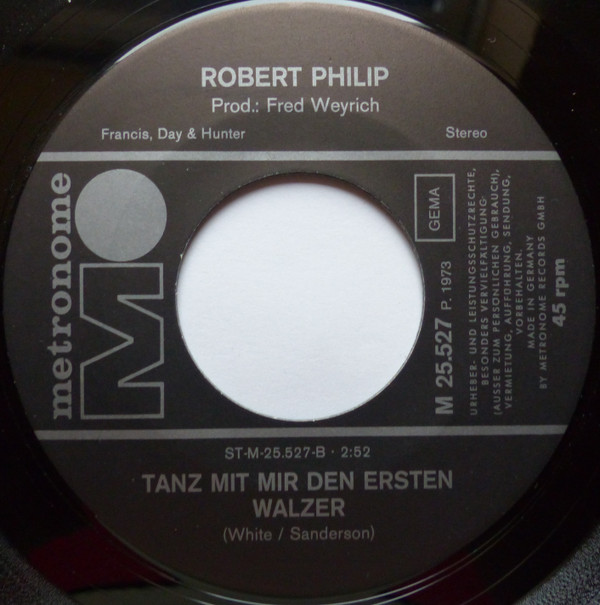 ROBERT PHILIP
Prod.: Fred Weyrich
Francis, Day & Hunter
Stereo
metronome
M
GEMA
M 25.527 P. 1973
URHEBER- UND LEISTUNGSSCHUTZRECHTE,
BESONDERS VERVIELFÄLTIGUNG
(AUSSER ZUM PERSÖNLICHEN GEBRAUCH),
VERMIETUNG, AUFFÜHRUNG, SENDUNG,
VORBEHALTEN.
MADE IN GERMANY
BY METRONOME RECORDS GMBH
45 rpm
ST-M-25.527-B · 2:52
TANZ MIT MIR DEN ERSTEN
WALZER
(White / Sanderson)